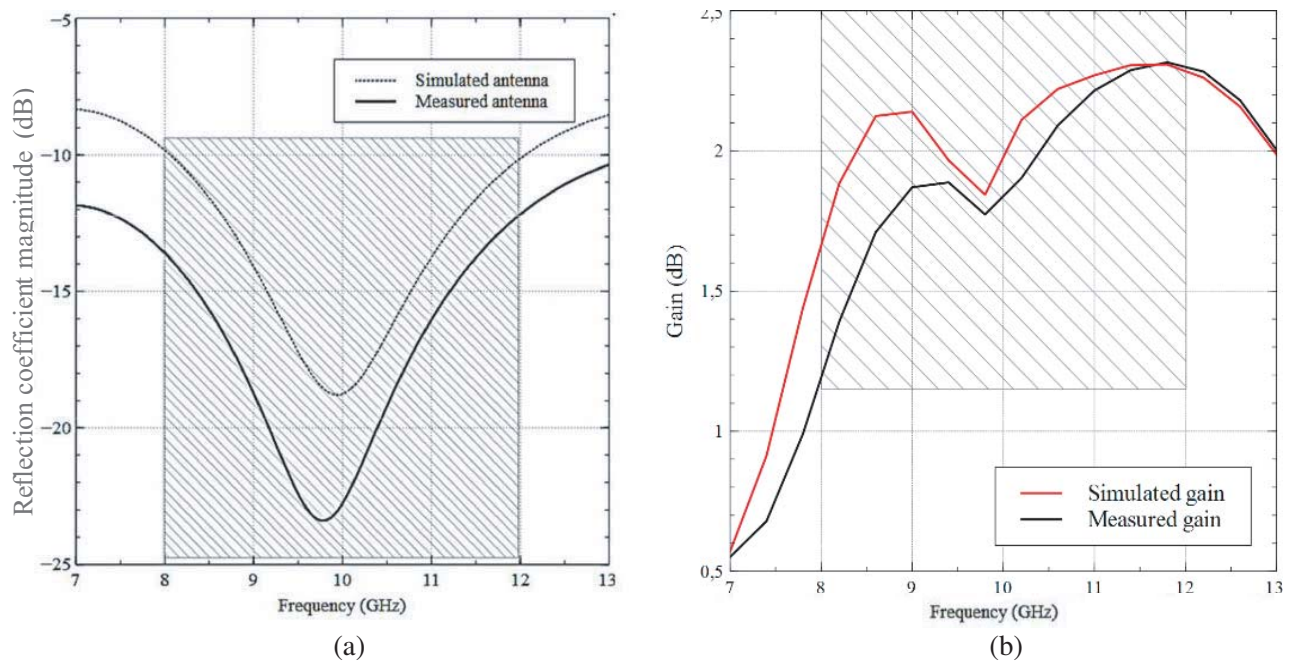 Reflection coefficient magnitude (dB)
−5
−10
−15
−20
−25
7 8 9 10 11 12 13
Frequency (GHz)
Simulated antenna
Measured antenna
(a)
Gain (dB)
2,5
2
1,5
1
0,5
7 8 9 10 11 12 13
Frequency (GHz)
Simulated gain
Measured gain
(b)